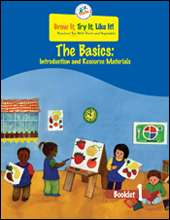 Grow It, Try It, Like It!
Preschool Fun With Fruits and Vegetables
The Basics:
Introduction and Resource Materials
Booklet 1